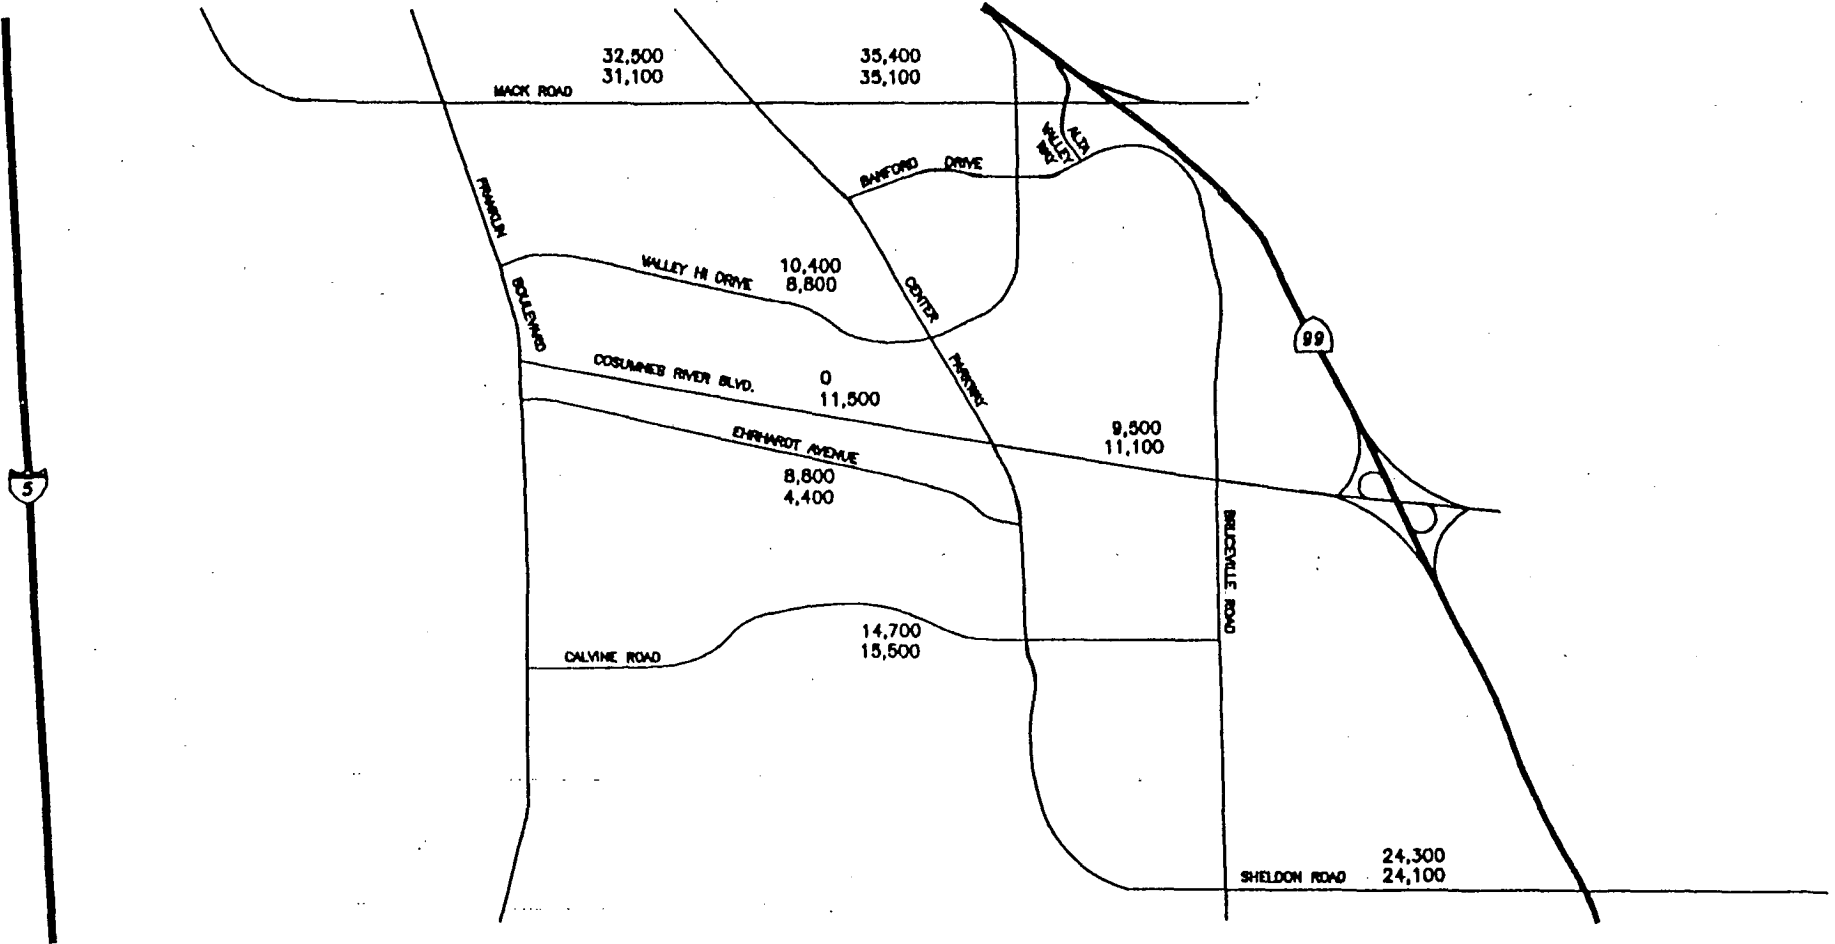 32,500
31,100
35,400
35,100
MACK ROAD
ALTA
VALLEY
WAY
BAMFORD DRIVE
FRANKLIN
BOULEVARD
VALLEY HI DRIVE
10,400
8,800
CENTER
PARKWAY
99
COSUMNES RIVER BLVD.
0
11,500
9,500
11,100
EHRHARDT AVENUE
8,800
4,400
5
BRUCEVILLE ROAD
14,700
15,500
CALVINE ROAD
24,300
24,100
SHELDON ROAD